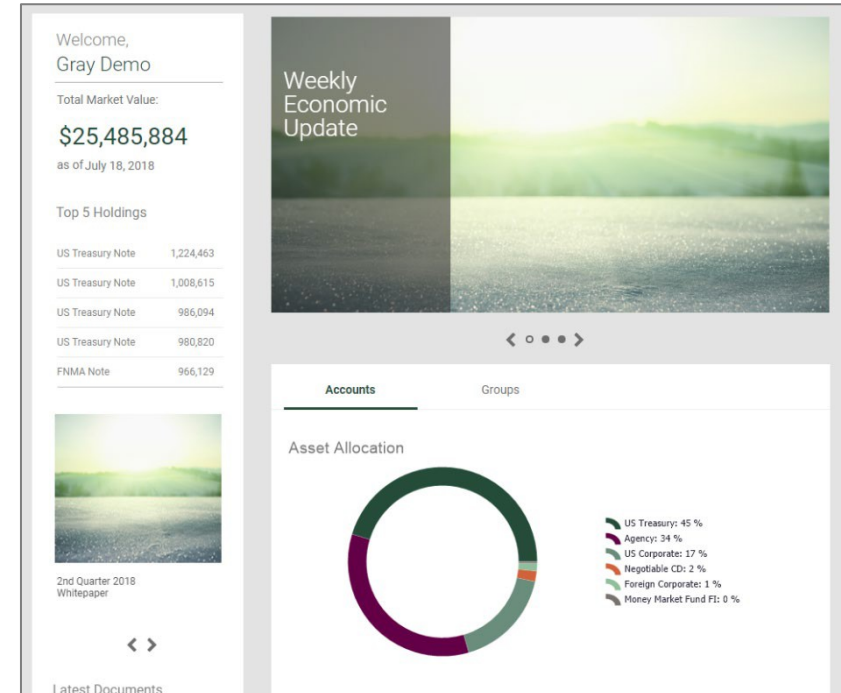 Welcome,
Gray Demo
Total Market Value:
$25,485,884
as of July 18, 2018
Top 5 Holdings
US Treasury Note 1,224,463
US Treasury Note 1,008,615
US Treasury Note 986,094
US Treasury Note 980,820
FNMA Note 966,129
2nd Quarter 2018
Whitepaper
Latest Documents
Weekly
Economic
Update
Accounts Groups
Asset Allocation
US Treasury: 45 %
Agency: 34 %
US Corporate: 17 %
Negotiable CD: 2 %
Foreign Corporate: 1 %
Money Market Fund FI: 0 %